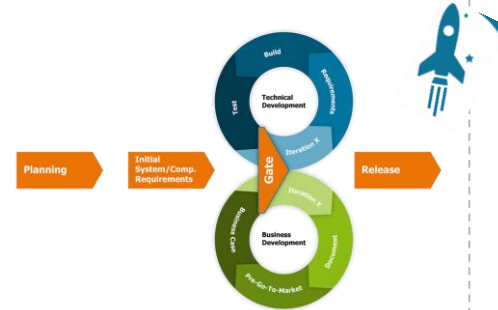 Build
Requirements
Technical
Development
Test
Iteration X
Planning
Initial
System/Comp.
Requirements
Gate
Release
Iteration X
Business Case
Business
Development
Document
Pre-Go-To-Market